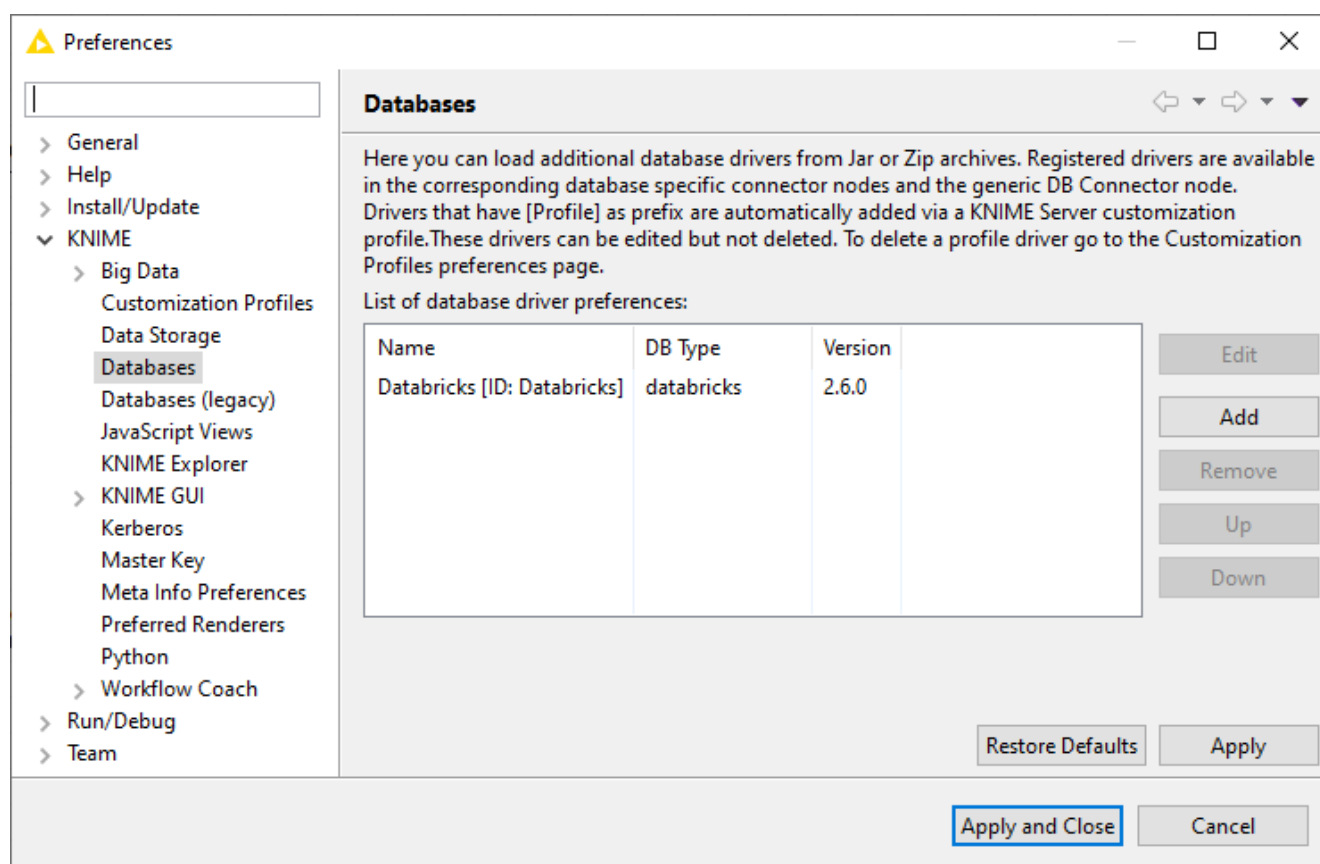 Preferences
General
Help
Install/Update
KNIME
Big Data
Customization Profiles
Data Storage
Databases
Databases (legacy)
JavaScript Views
KNIME Explorer
KNIME GUI
Kerberos
Master Key
Meta Info Preferences
Preferred Renderers
Python
Workflow Coach
Run/Debug
Team
Databases
Here you can load additional database drivers from Jar or Zip archives. Registered drivers are available
in the corresponding database specific connector nodes and the generic DB Connector node.
Drivers that have [Profile] as prefix are automatically added via a KNIME Server customization
profile.These drivers can be edited but not deleted. To delete a profile driver go to the Customization
Profiles preferences page.
List of database driver preferences:
Name DB Type Version
Databricks [ID: Databricks] databricks 2.6.0
Edit
Add
Remove
Up
Down
Restore Defaults Apply
Apply and Close Cancel